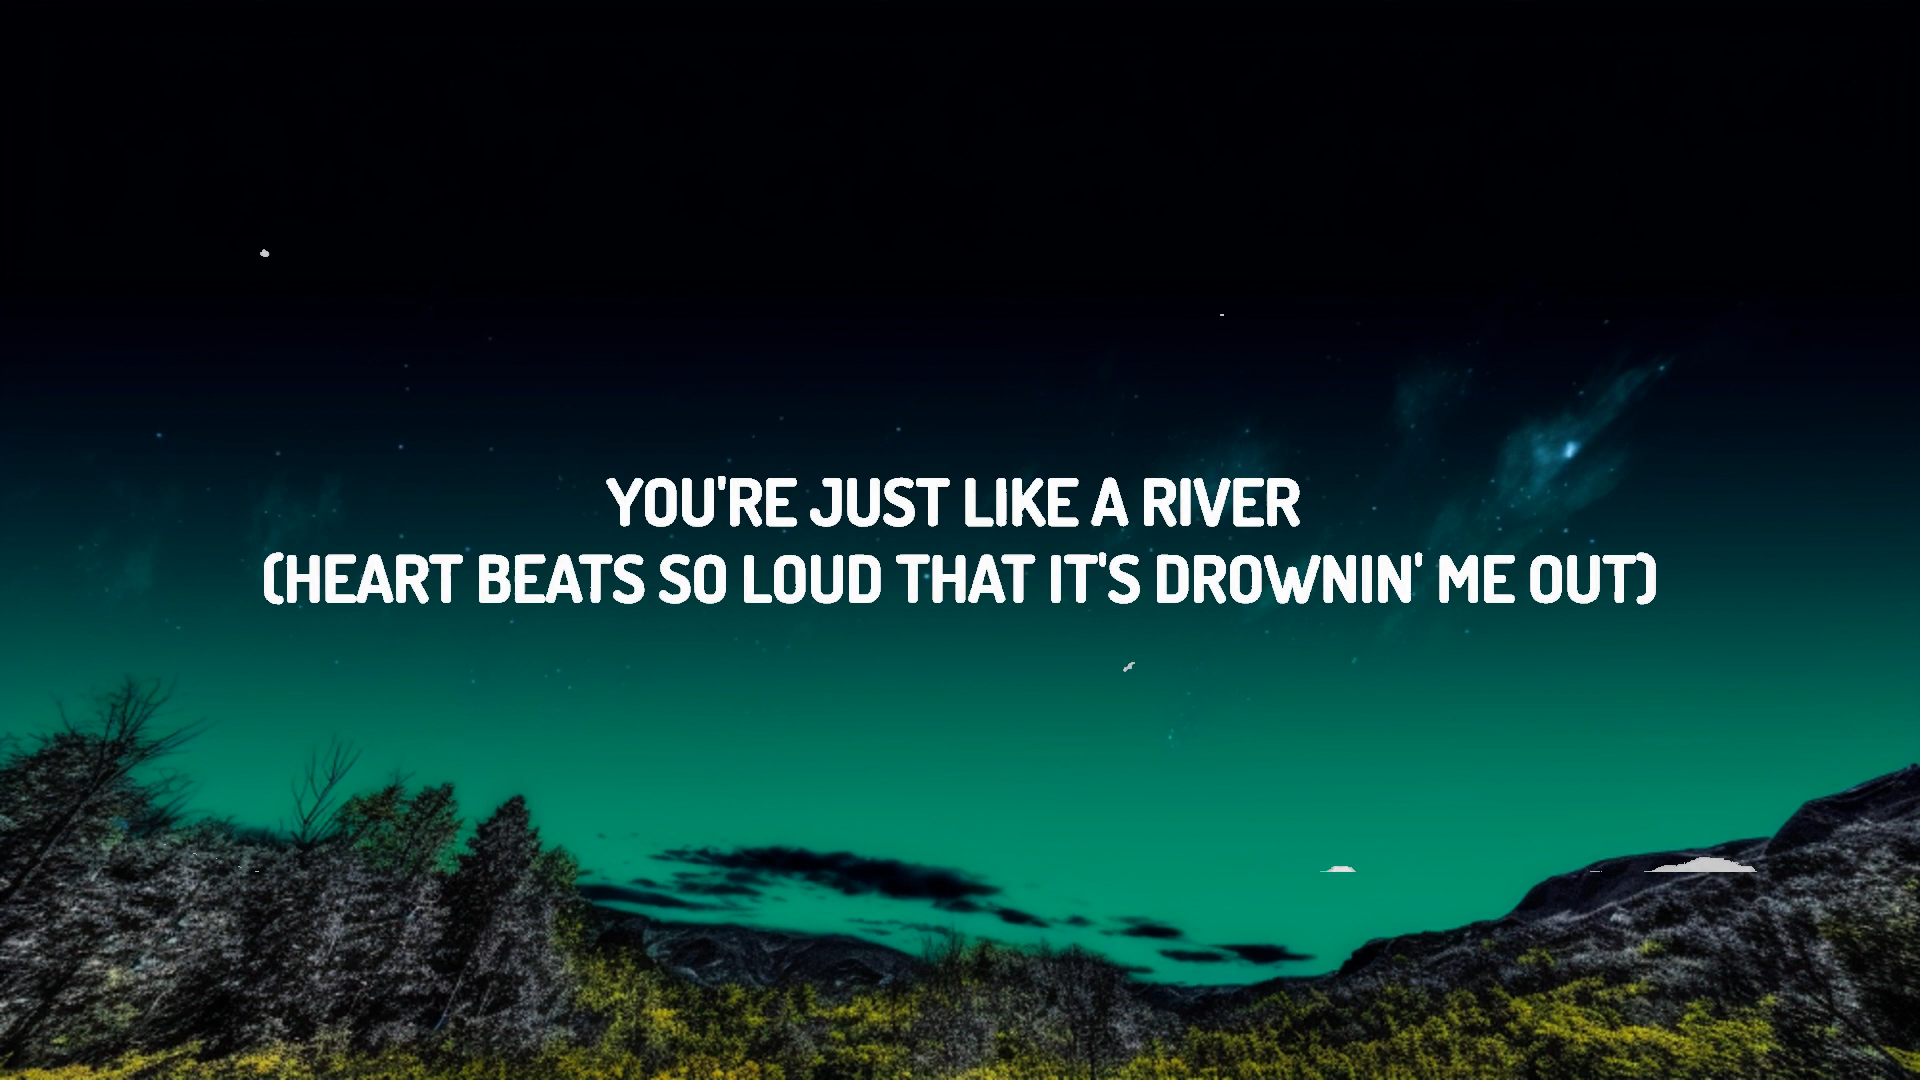 YOU'RE JUST LIKE A RIVER
(HEART BEATS SO LOUD THAT IT'S DROWNIN' ME OUT)